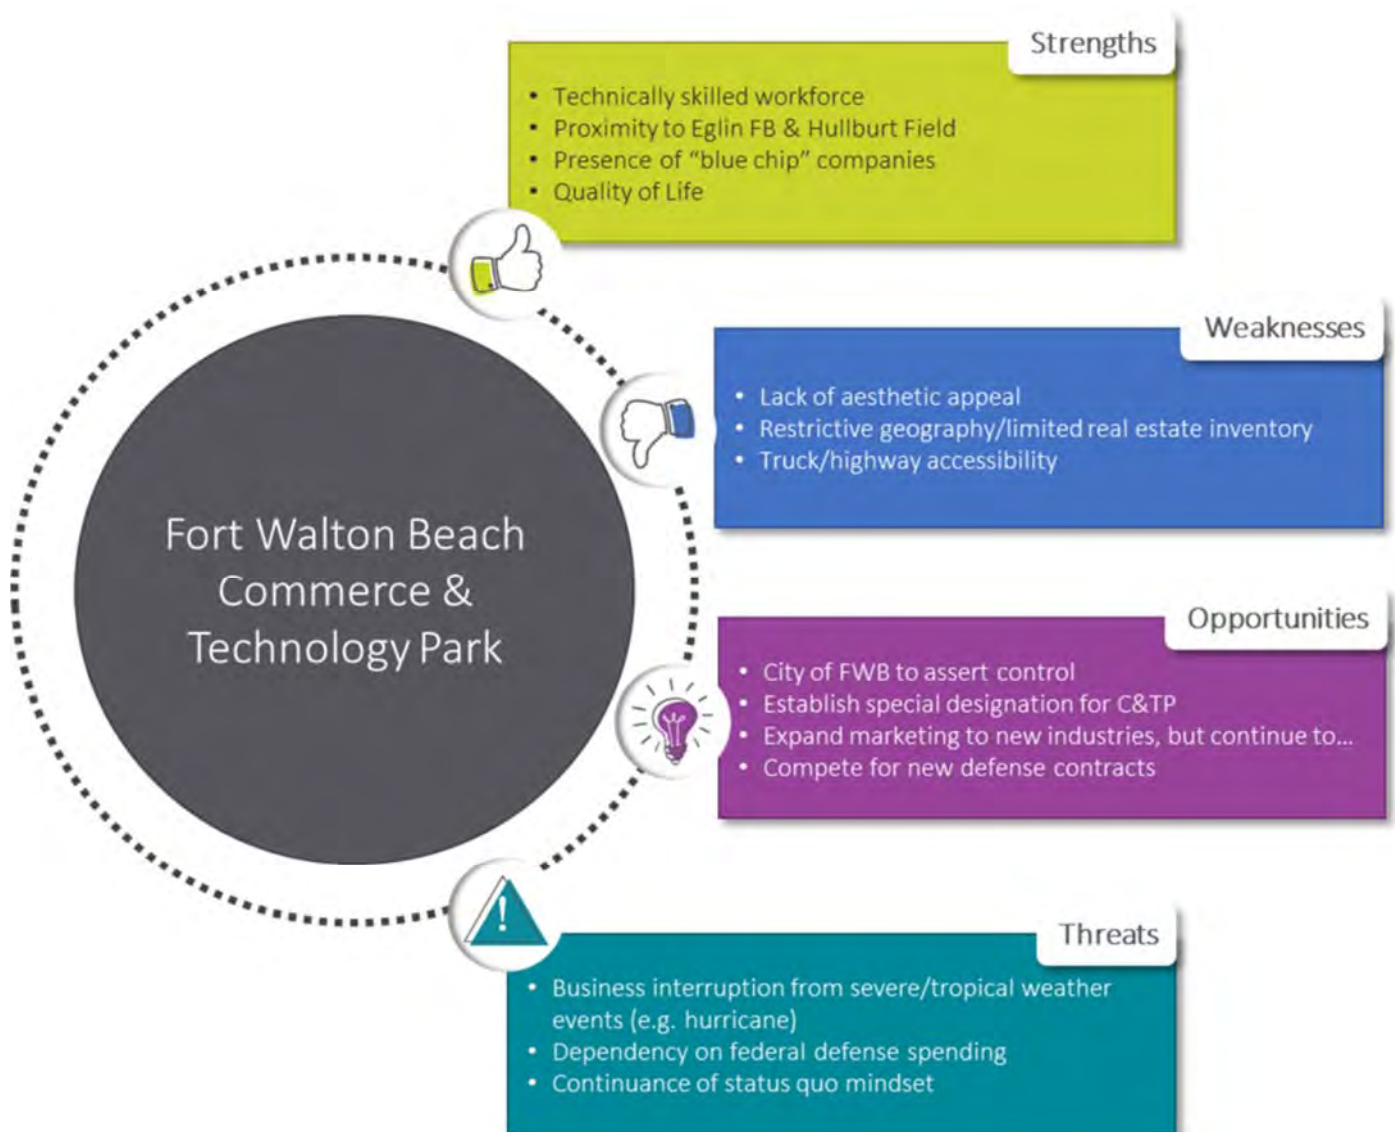 Strengths
• Technically skilled workforce
• Proximity to Eglin FB & Hullburt Field
• Presence of “blue chip” companies
• Quality of Life
Weaknesses
• Lack of aesthetic appeal
• Restrictive geography/limited real estate inventory
• Truck/highway accessibility
Fort Walton Beach
Commerce &
Technology Park
Opportunities
• City of FWB to assert control
• Establish special designation for C&TP
• Expand marketing to new industries, but continue to…
• Compete for new defense contracts
Threats
• Business interruption from severe/tropical weather
events (e.g. hurricane)
• Dependency on federal defense spending
• Continuance of status quo mindset